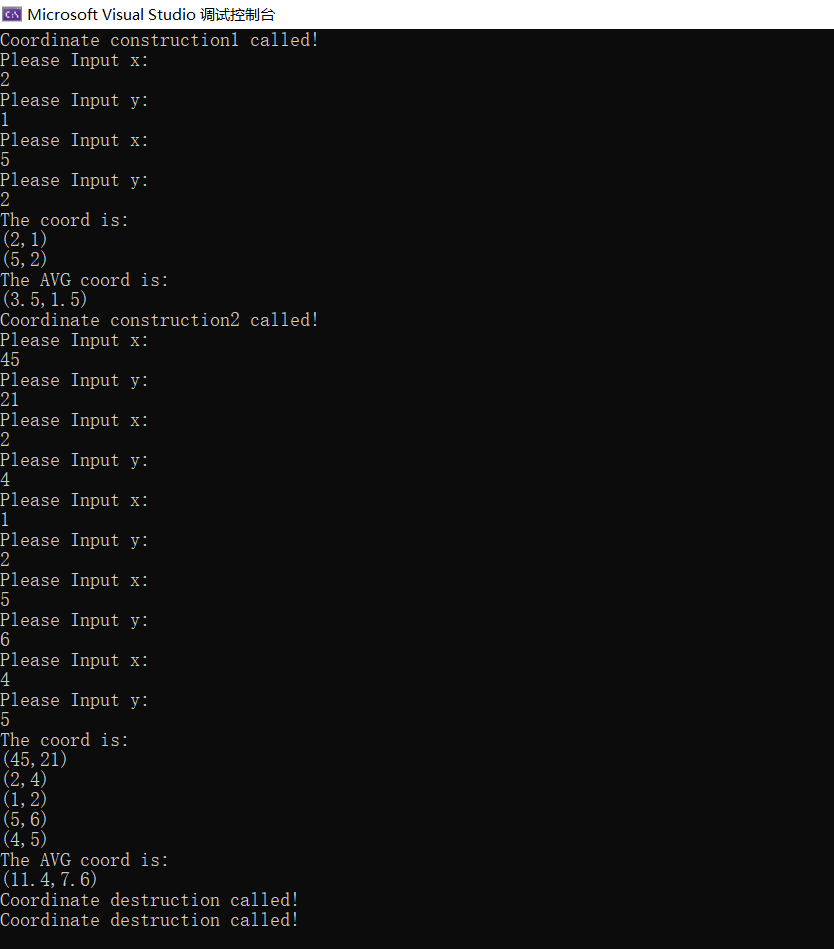 Microsoft Visual Studio 调试控制台
Coordinate construction1 called!
Please Input x:
2
Please Input y:
1
Please Input x:
5
Please Input y:
2
The coord is:
(2,1)
(5,2)
The AVG coord is:
(3.5,1.5)
Coordinate construction2 called!
Please Input x:
45
Please Input y:
21
Please Input x:
2
Please Input y:
4
Please Input x:
1
Please Input y:
2
Please Input x:
5
Please Input y:
6
Please Input x:
4
Please Input y:
5
The coord is:
(45,21)
(2,4)
(1,2)
(5,6)
(4,5)
The AVG coord is:
(11.4,7.6)
Coordinate destruction called!
Coordinate destruction called!